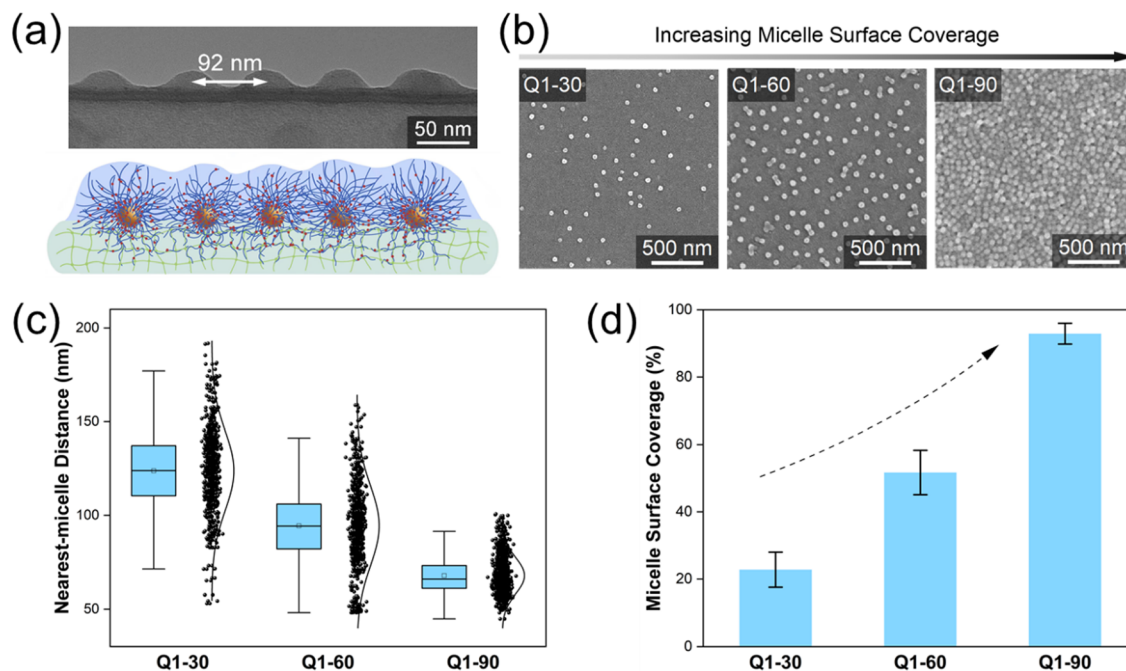 (a)
92 nm
50 nm
(b)
Increasing Micelle Surface Coverage
Q1-30
500 nm
Q1-60
500 nm
Q1-90
500 nm
(c)
Nearest-micelle Distance (nm)
200
150
100
50
Q1-30
Q1-60
Q1-90
(d)
Micelle Surface Coverage (%)
100
80
60
40
20
0
Q1-30
Q1-60
Q1-90